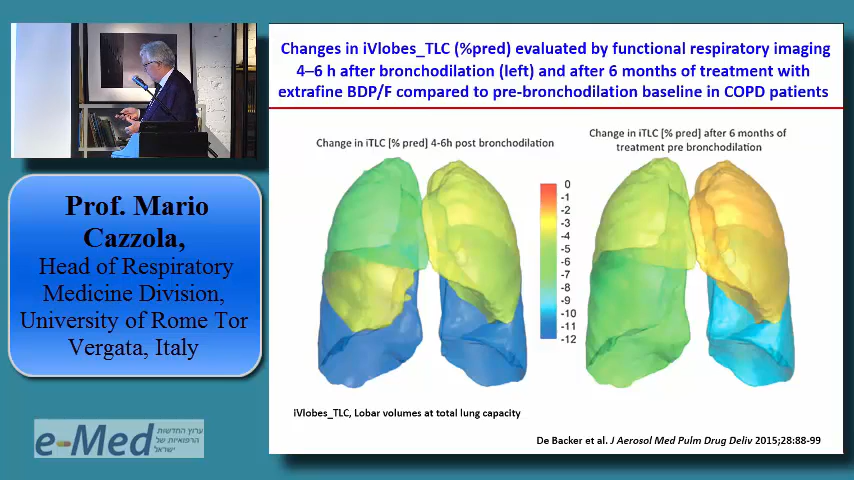 Changes in iVlobes_TLC (%pred) evaluated by functional respiratory imaging
4–6 h after bronchodilation (left) and after 6 months of treatment with
extrafine BDP/F compared to pre-bronchodilation baseline in COPD patients
Change in iTLC [% pred] 4-6h post bronchodilation
Change in iTLC [% pred] after 6 months of
treatment pre bronchodilation
0
-1
-2
-3
-4
-5
-6
-7
-8
-9
-10
-11
-12
iVlobes_TLC, Lobar volumes at total lung capacity
De Backer et al. J Aerosol Med Pulm Drug Deliv 2015;28:88-99
Prof. Mario
Cazzola,
Head of Respiratory
Medicine Division,
University of Rome Tor
Vergata, Italy
e-Med
ערוץ החדשות
הרפואיות של
ישראל